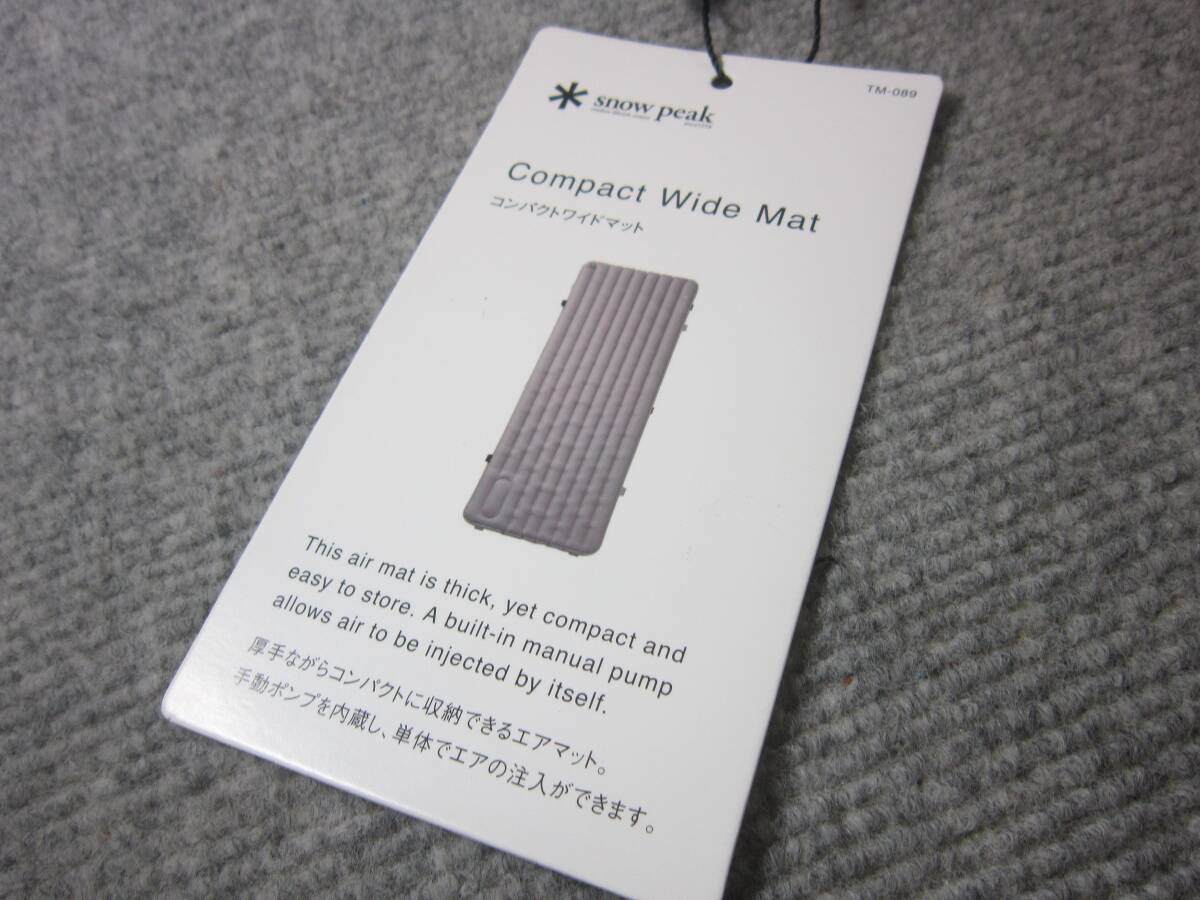 TM-089
snow peak
Compact Wide Mat
コンパクトワイドマット
This air mat is thick, yet compact and
easy to store. A built-in manual pump
allows air to be injected by itself.
厚手ながらコンパクトに収納できるエアマット。
手動ポンプを内蔵し、単体でエアの注入ができます。